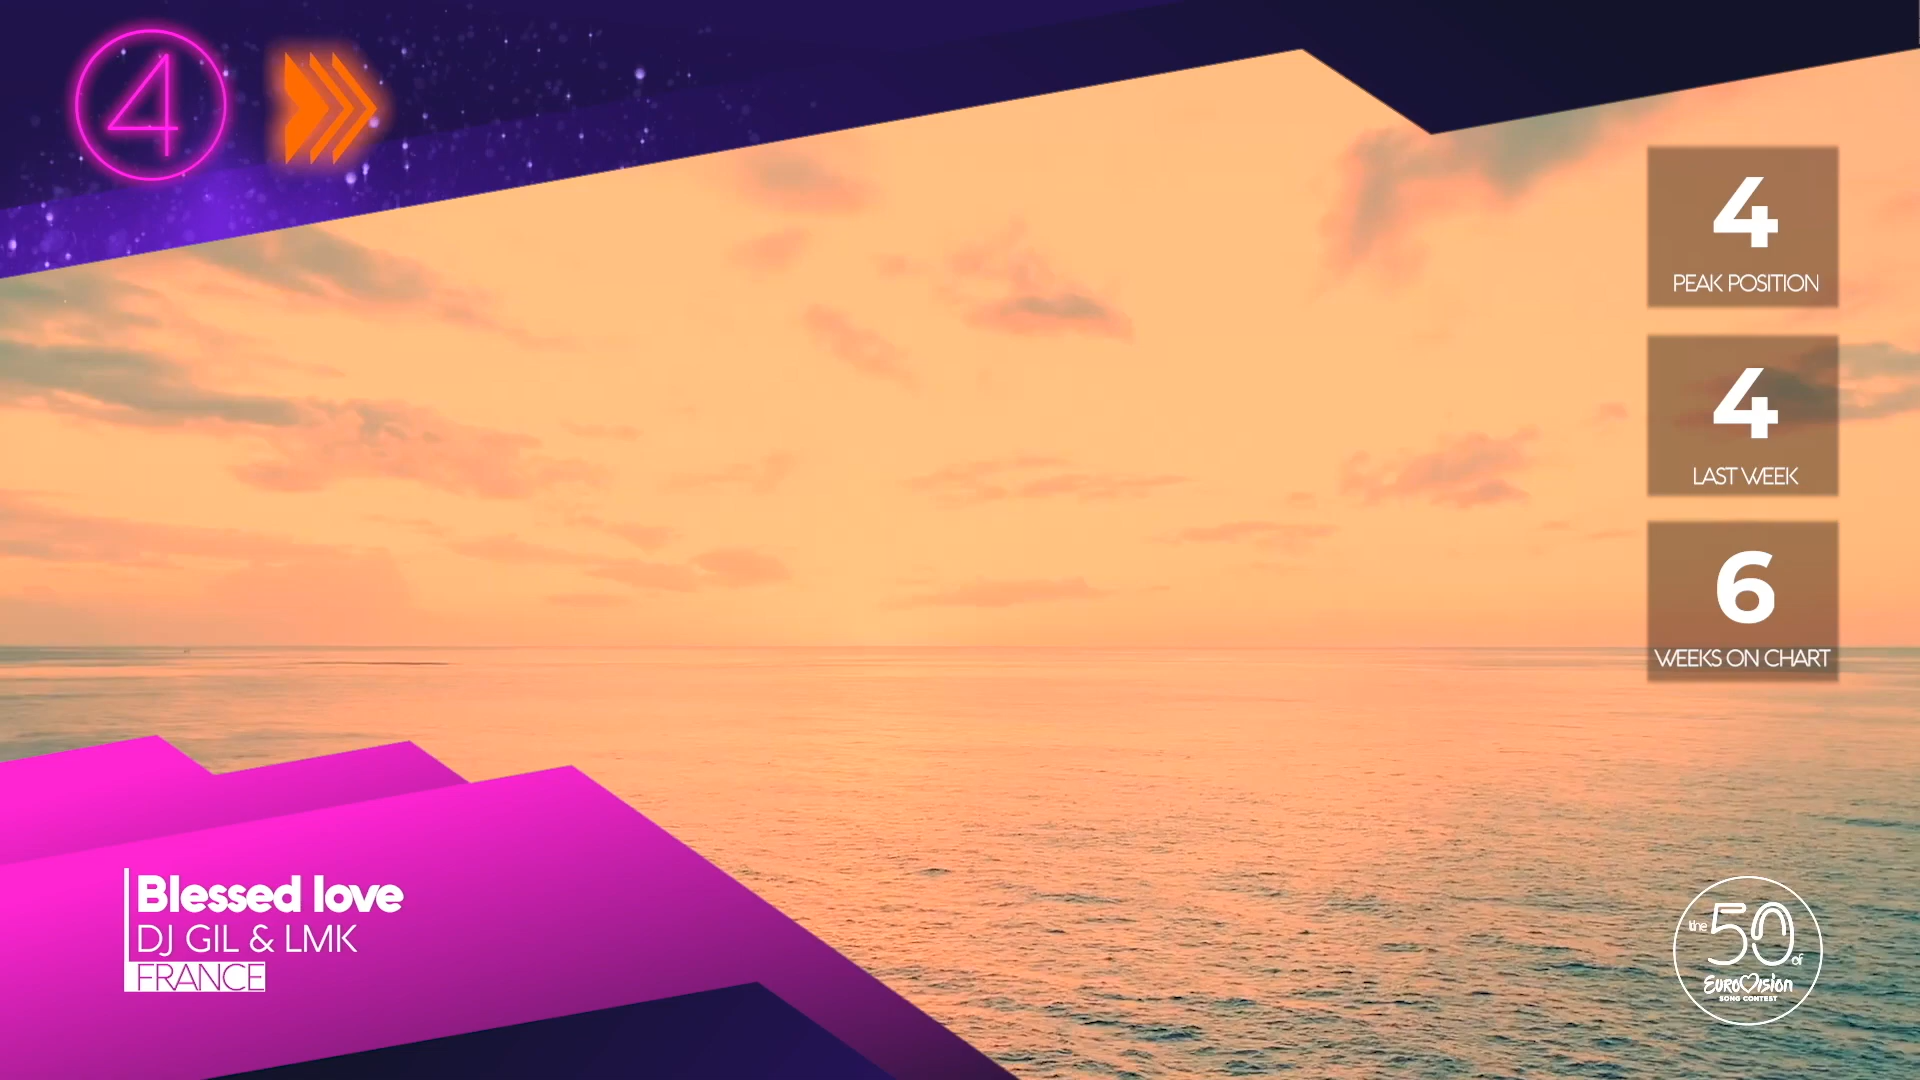 4
4
PEAK POSITION
4
LAST WEEK
6
WEEKS ON CHART
Blessed love
DJ GIL & LMK
FRANCE
the 50 of
EUROVISION
SONG CONTEST